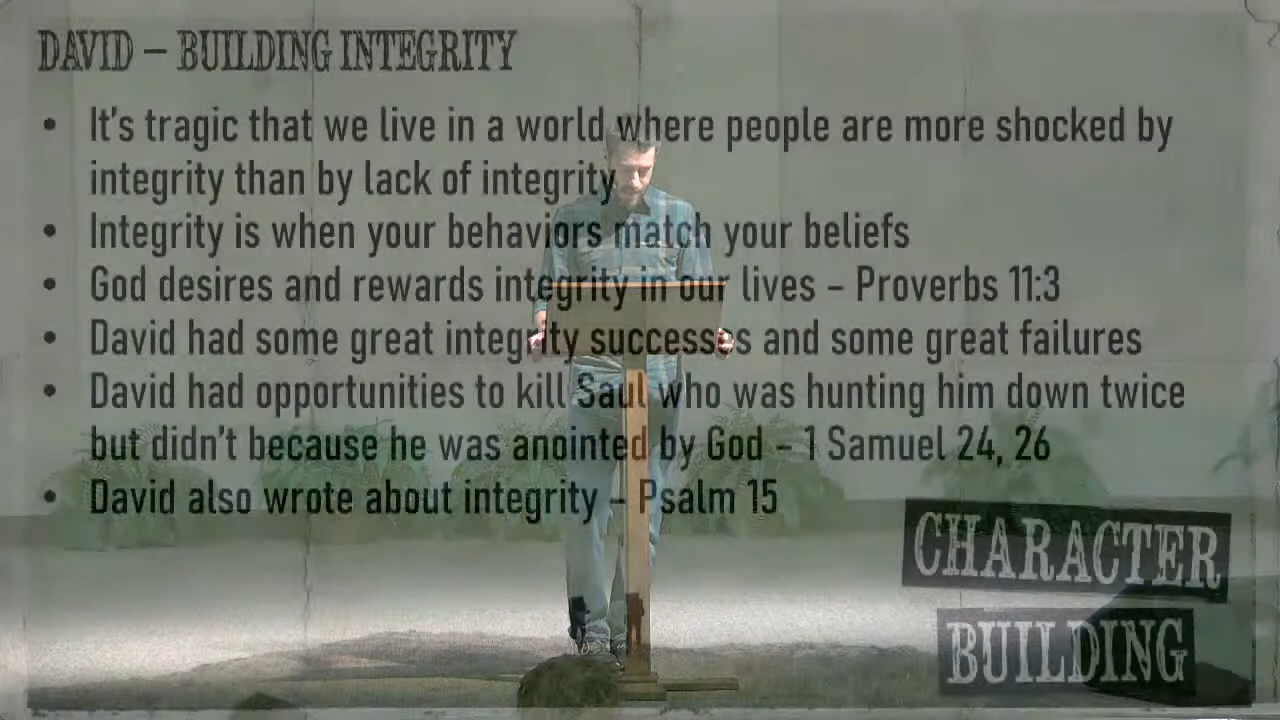 DAVID – BUILDING INTEGRITY
• It's tragic that we live in a world where people are more shocked by
integrity than by lack of integrity
• Integrity is when your behaviors match your beliefs
• God desires and rewards integrity in our lives – Proverbs 11:3
• David had some great integrity successes and some great failures
• David had opportunities to kill Saul who was hunting him down twice
but didn't because he was anointed by God – 1 Samuel 24, 26
• David also wrote about integrity – Psalm 15
CHARACTER
BUILDING